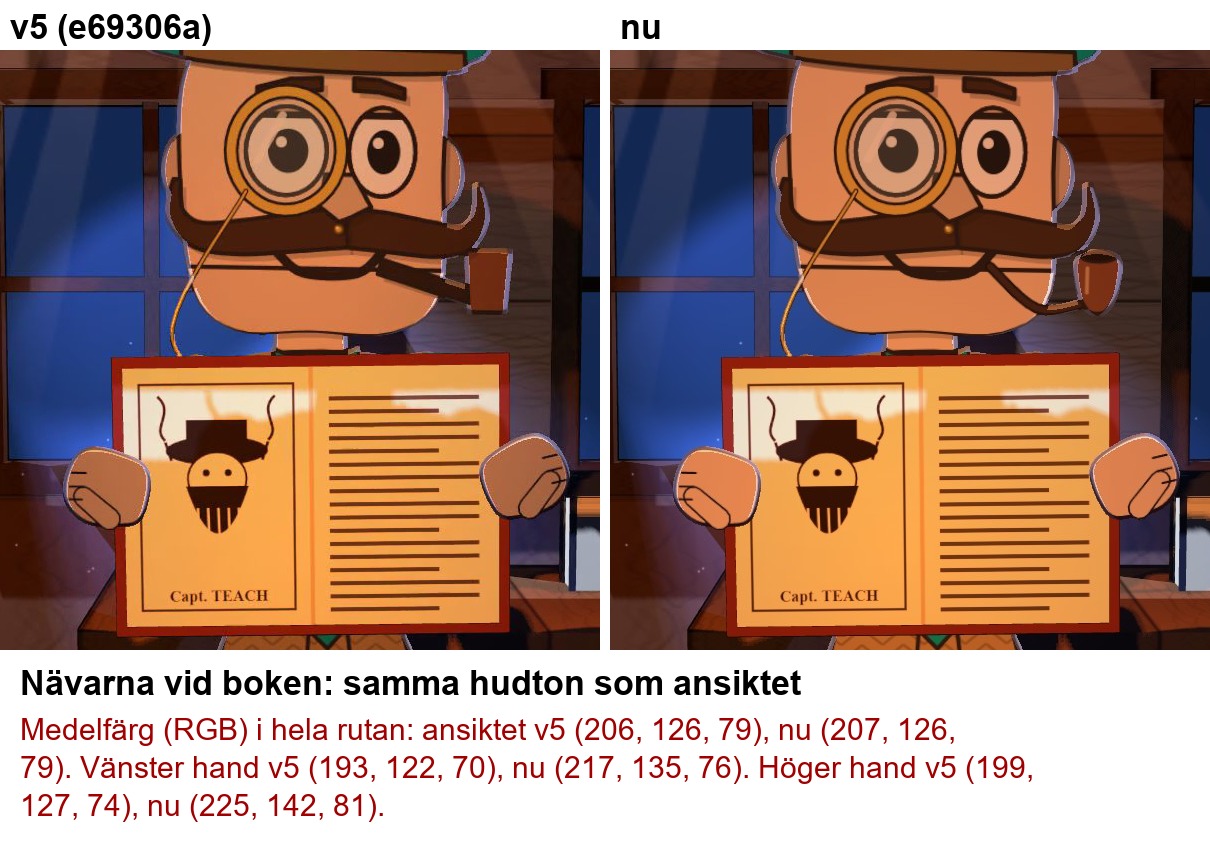 v5 (e69306a)
nu
Capt. TEACH
Capt. TEACH
Nävarna vid boken: samma hudton som ansiktet
Medelfärg (RGB) i hela rutan: ansiktet v5 (206, 126, 79), nu (207, 126,
79). Vänster hand v5 (193, 122, 70), nu (217, 135, 76). Höger hand v5 (199,
127, 74), nu (225, 142, 81).